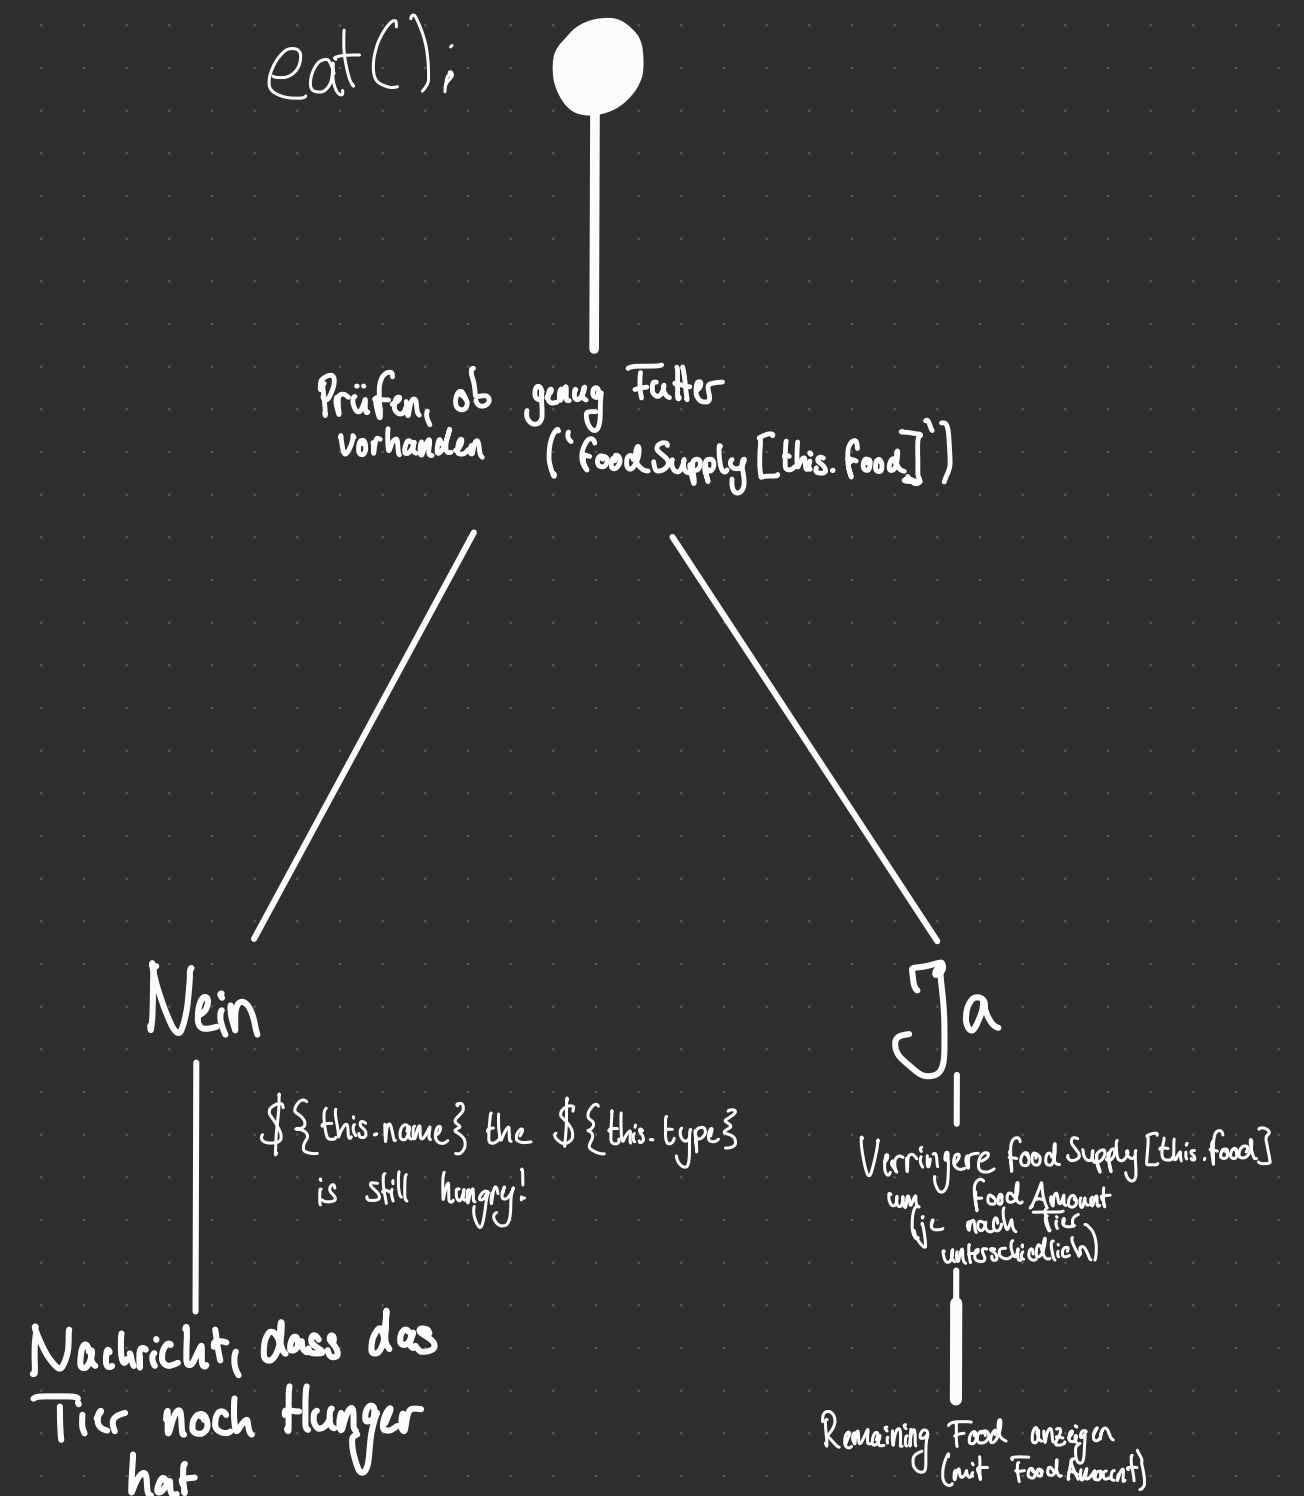 eat();
Prüfen, ob genug Futter
vorhanden (`foodSupply[this.food]`)
Nein
Ja
${this.name} the ${this.type}
is still hungry!
Verringere foodSupply[this.food]
um foodAmount
(je nach Tier
unterschiedlich)
Nachricht, dass das
Tier noch Hunger
hat
Remaining Food anzeigen
(mit FoodAmount)